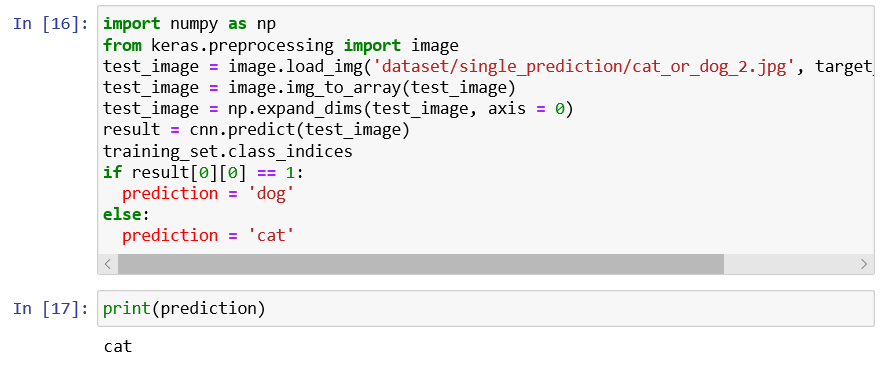 In [16]: import numpy as np
from keras.preprocessing import image
test_image = image.load_img('dataset/single_prediction/cat_or_dog_2.jpg', target_
test_image = image.img_to_array(test_image)
test_image = np.expand_dims(test_image, axis = 0)
result = cnn.predict(test_image)
training_set.class_indices
if result[0][0] == 1:
  prediction = 'dog'
else:
  prediction = 'cat'
In [17]: print(prediction)
cat